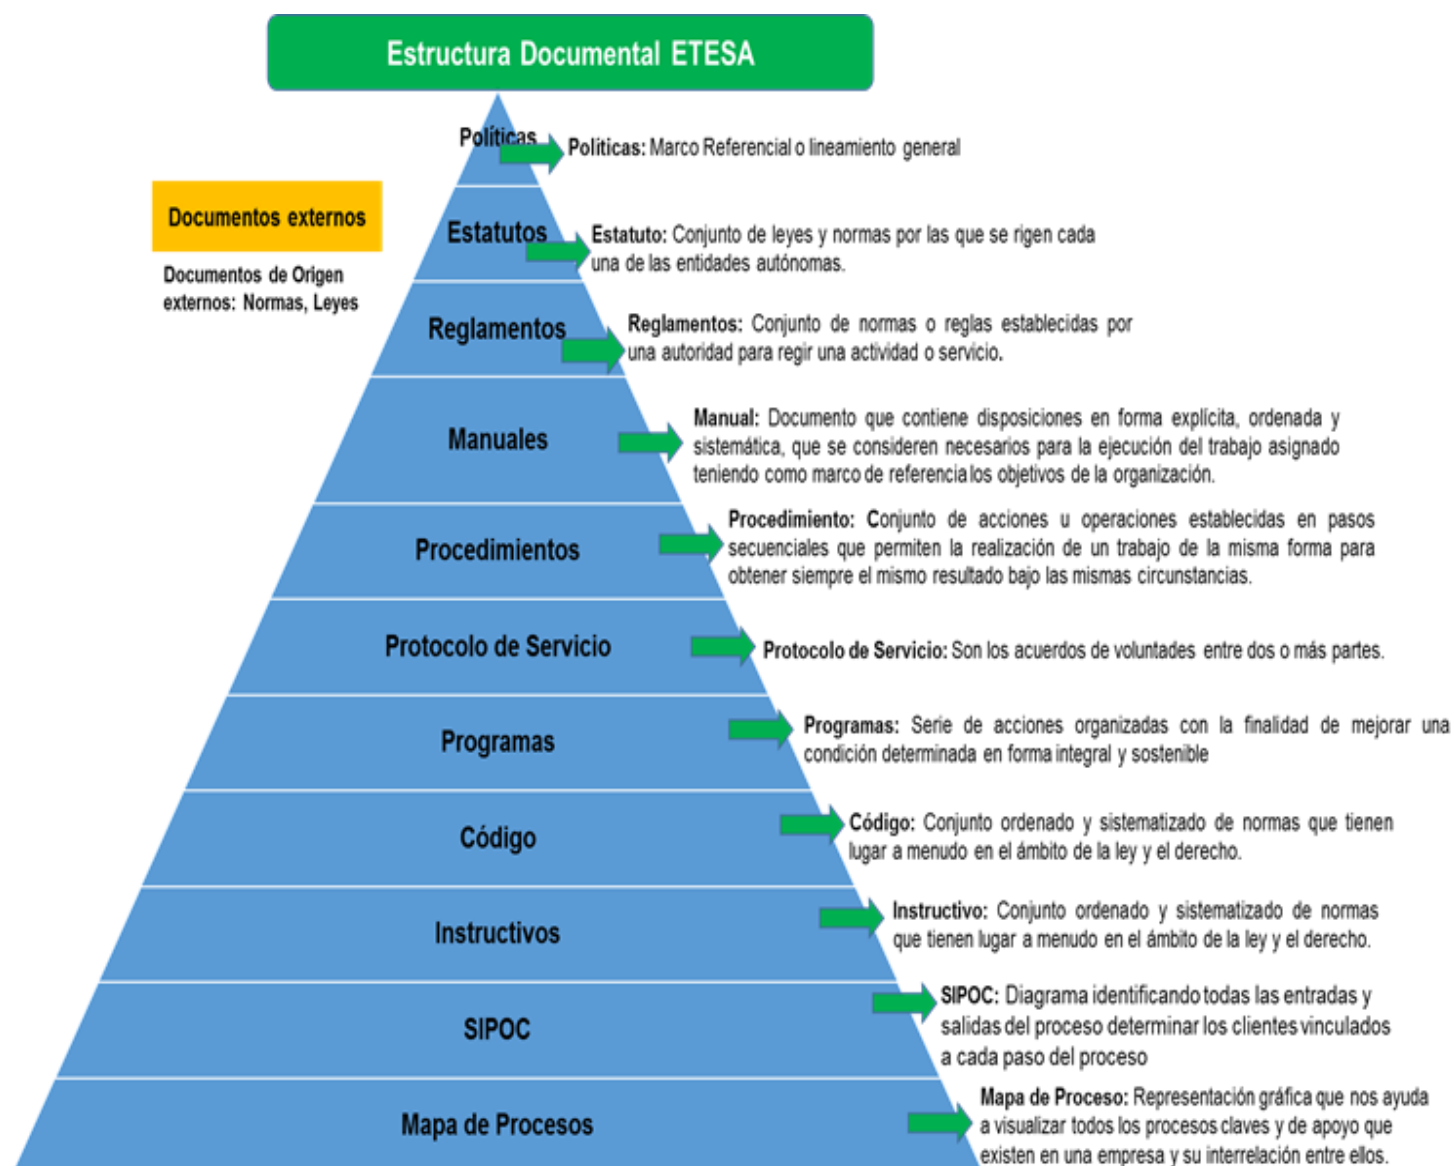 Estructura Documental ETESA
Políticas
Políticas: Marco Referencial o lineamiento general
Documentos externos
Documentos de Origen
externos: Normas, Leyes
Estatutos
Estatuto: Conjunto de leyes y normas por las que se rigen cada
una de las entidades autónomas.
Reglamentos
Reglamentos: Conjunto de normas o reglas establecidas por
una autoridad para regir una actividad o servicio.
Manuales
Manual: Documento que contiene disposiciones en forma explícita, ordenada y
sistemática, que se consideren necesarios para la ejecución del trabajo asignado
teniendo como marco de referencia los objetivos de la organización.
Procedimientos
Procedimiento: Conjunto de acciones u operaciones establecidas en pasos
secuenciales que permiten la realización de un trabajo de la misma forma para
obtener siempre el mismo resultado bajo las mismas circunstancias.
Protocolo de Servicio
Protocolo de Servicio: Son los acuerdos de voluntades entre dos o más partes.
Programas
Programas: Serie de acciones organizadas con la finalidad de mejorar una
condición determinada en forma integral y sostenible
Código
Código: Conjunto ordenado y sistematizado de normas que tienen
lugar a menudo en el ámbito de la ley y el derecho.
Instructivos
Instructivo: Conjunto ordenado y sistematizado de normas
que tienen lugar a menudo en el ámbito de la ley y el derecho.
SIPOC
SIPOC: Diagrama identificando todas las entradas y
salidas del proceso determinar los clientes vinculados
a cada paso del proceso
Mapa de Procesos
Mapa de Proceso: Representación gráfica que nos ayuda
a visualizar todos los procesos claves y de apoyo que
existen en una empresa y su interrelación entre ellos.